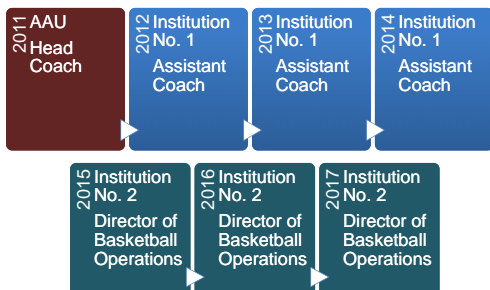 2011
AAU
Head
Coach
2012
Institution
No. 1
Assistant
Coach
2013
Institution
No. 1
Assistant
Coach
2014
Institution
No. 1
Assistant
Coach
2015
Institution
No. 2
Director of
Basketball
Operations
2016
Institution
No. 2
Director of
Basketball
Operations
2017
Institution
No. 2
Director of
Basketball
Operations